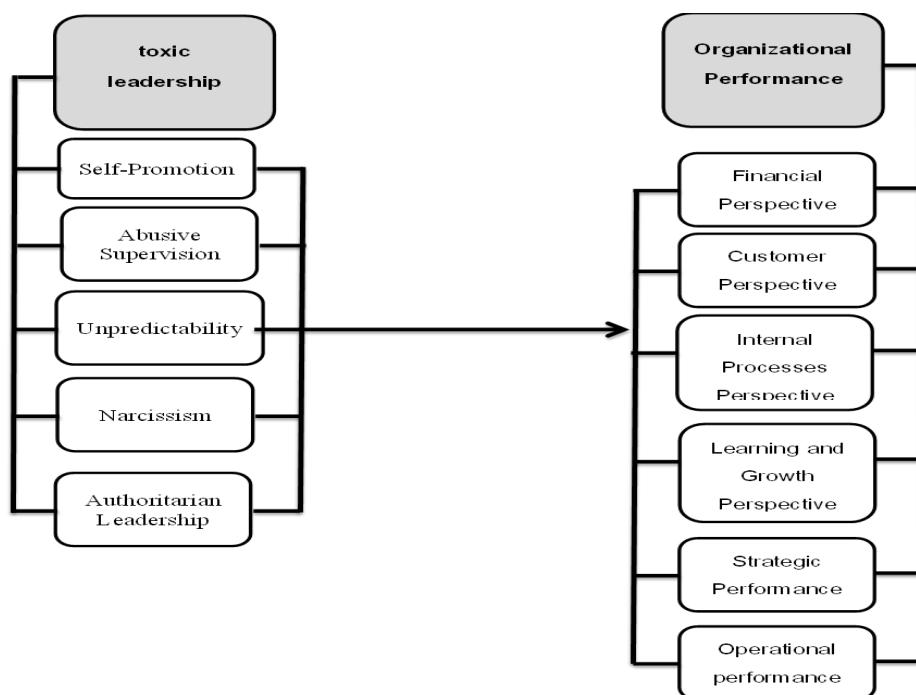 toxic
leadership
Self-Promotion
Abusive
Supervision
Unpredictability
Narcissism
Authoritarian
Leadership
Organizational
Performance
Financial
Perspective
Customer
Perspective
Internal
Processes
Perspective
Learning and
Growth
Perspective
Strategic
Performance
Operational
performance